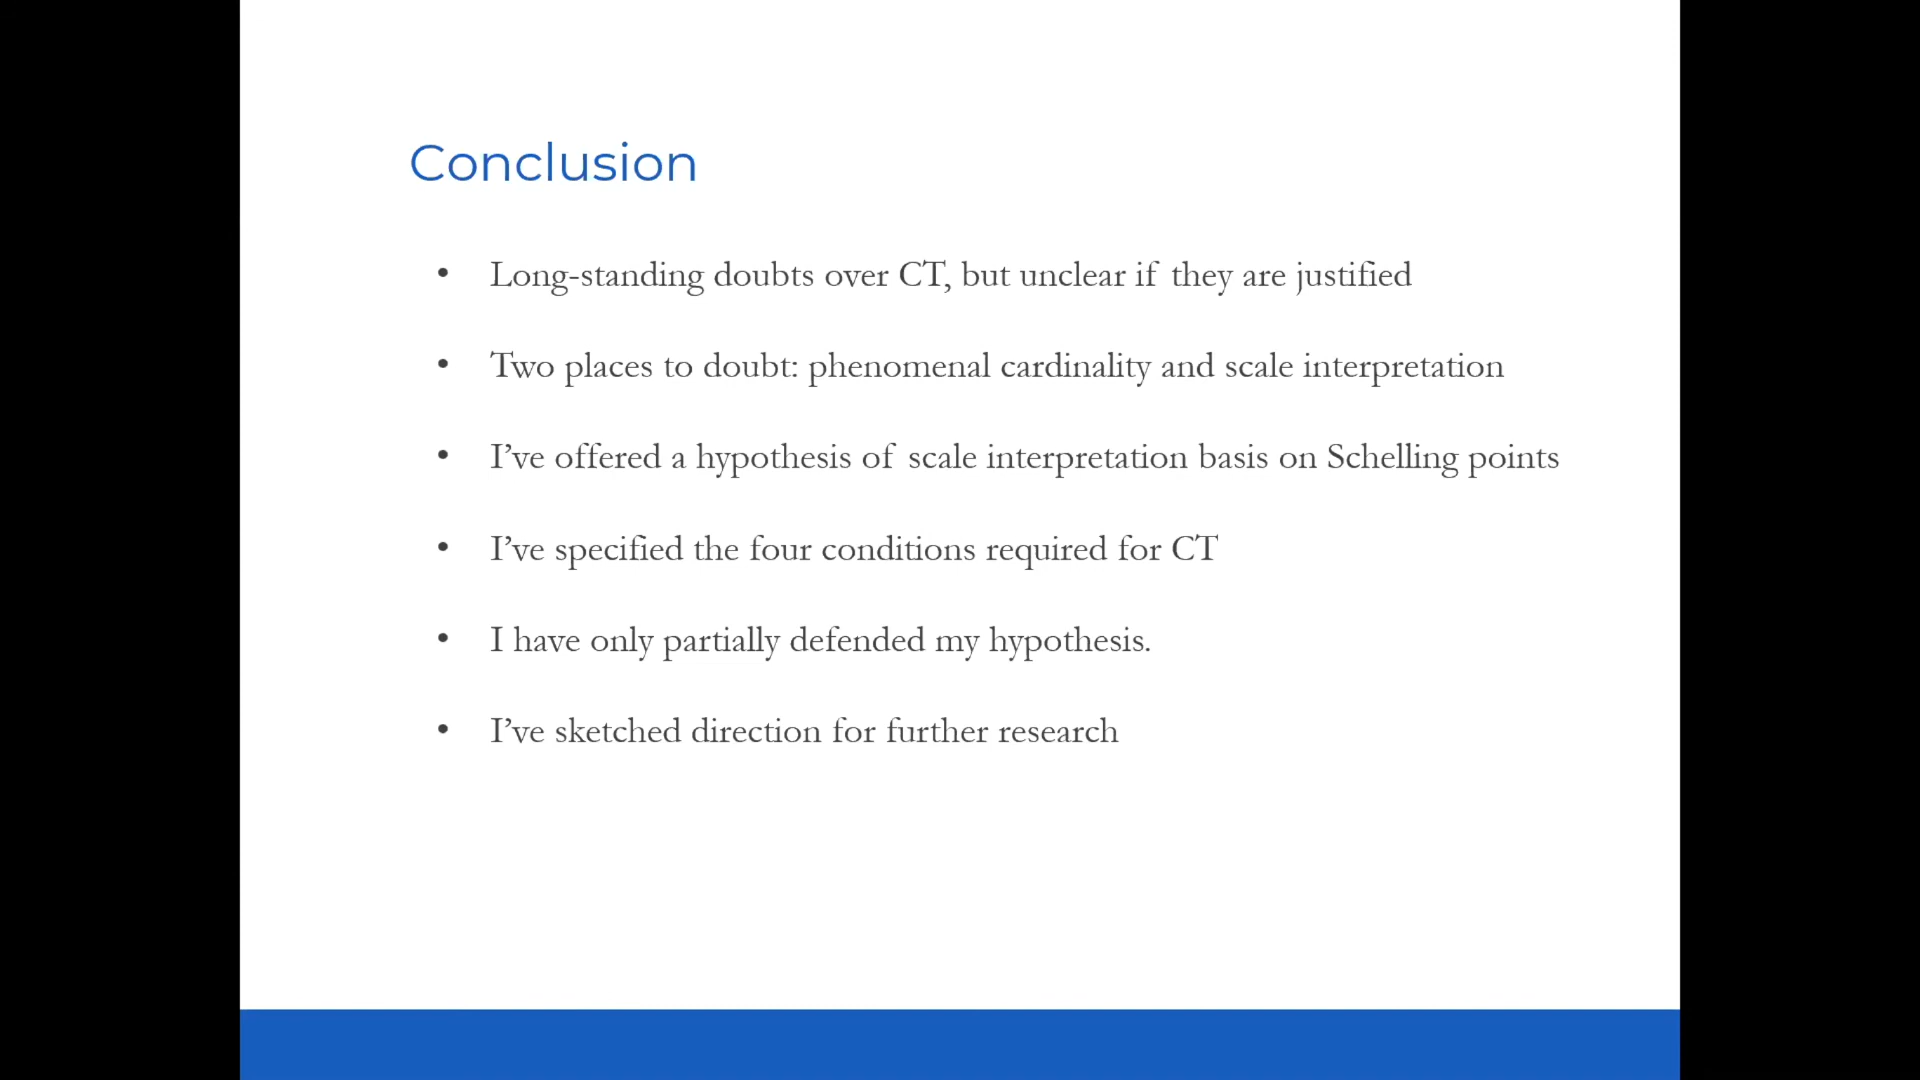 Conclusion
• Long-standing doubts over CT, but unclear if they are justified
• Two places to doubt: phenomenal cardinality and scale interpretation
• I’ve offered a hypothesis of scale interpretation basis on Schelling points
• I’ve specified the four conditions required for CT
• I have only partially defended my hypothesis.
• I’ve sketched direction for further research